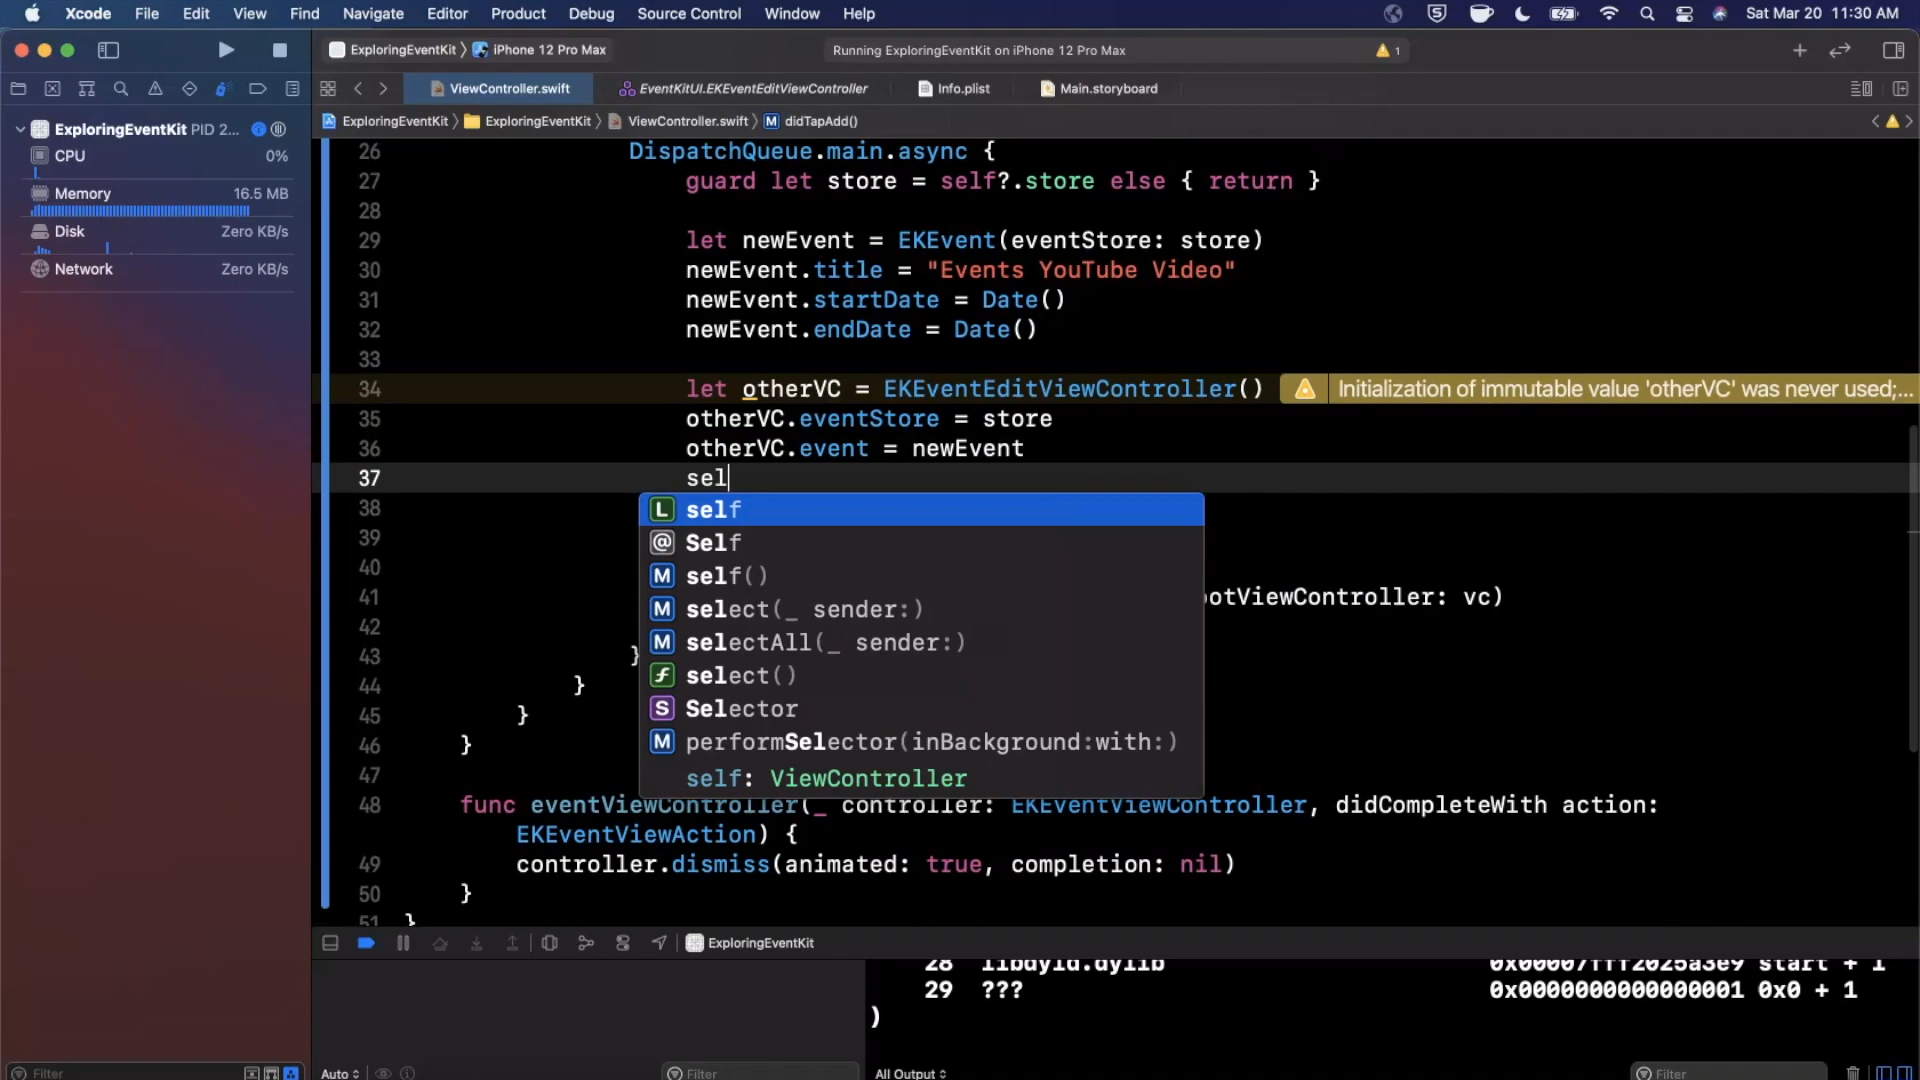 Xcode File Edit View Find Navigate Editor Product Debug Source Control Window Help Sat Mar 20 11:30 AM
ExploringEventKit iPhone 12 Pro Max Running ExploringEventKit on iPhone 12 Pro Max 1
ViewController.swift EventKitUI.EKEventEditViewController Info.plist Main.storyboard
ExploringEventKit ExploringEventKit ViewController.swift M didTapAdd()
ExploringEventKit PID 2...
CPU 0%
Memory 16.5 MB
Disk Zero KB/s
Network Zero KB/s
26 DispatchQueue.main.async {
27 guard let store = self?.store else { return }
28
29 let newEvent = EKEvent(eventStore: store)
30 newEvent.title = "Events YouTube Video"
31 newEvent.startDate = Date()
32 newEvent.endDate = Date()
33
34 let otherVC = EKEventEditViewController() Initialization of immutable value 'otherVC' was never used;...
35 otherVC.eventStore = store
36 otherVC.event = newEvent
37 sel
38
39
40
41 otViewController: vc)
42
43 }
44 }
45 }
46 }
47
48 func eventViewController(_ controller: EKEventViewController, didCompleteWith action:
EKEventViewAction) {
49 controller.dismiss(animated: true, completion: nil)
50 }
51 }
L self
@ Self
M self()
M select(_ sender:)
M selectAll(_ sender:)
f select()
S Selector
M performSelector(inBackground:with:)
self: ViewController
ExploringEventKit
28 libdyld.dylib 0x00007fff2025a3e9 start + 1
29 ??? 0x0000000000000001 0x0 + 1
)
Filter Auto Filter All Output Filter